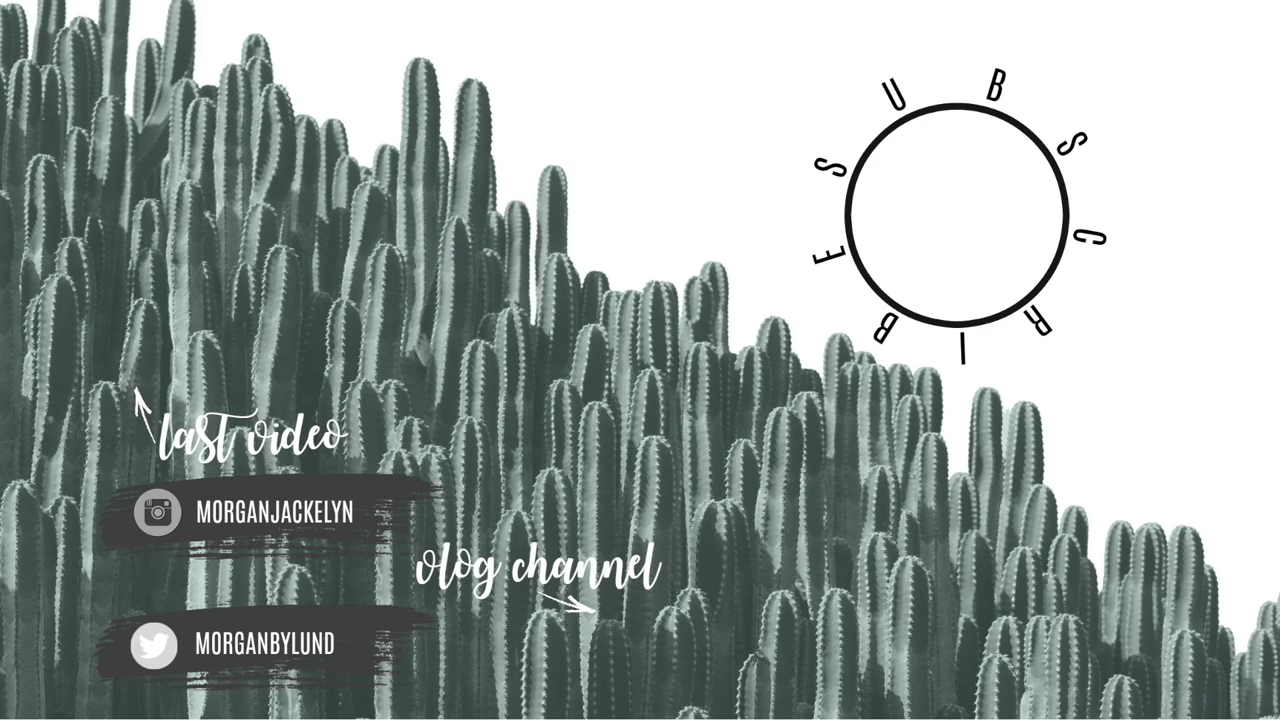 SUBSCRIBE
last video
MORGANJACKELYN
vlog channel
MORGANBYLUND